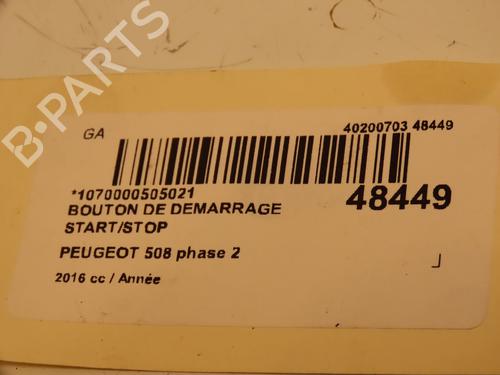 B-PARTS
GA
40200703 48449
*1070000505021
48449
BOUTON DE DEMARRAGE
START/STOP
PEUGEOT 508 phase 2
2016 cc / Année